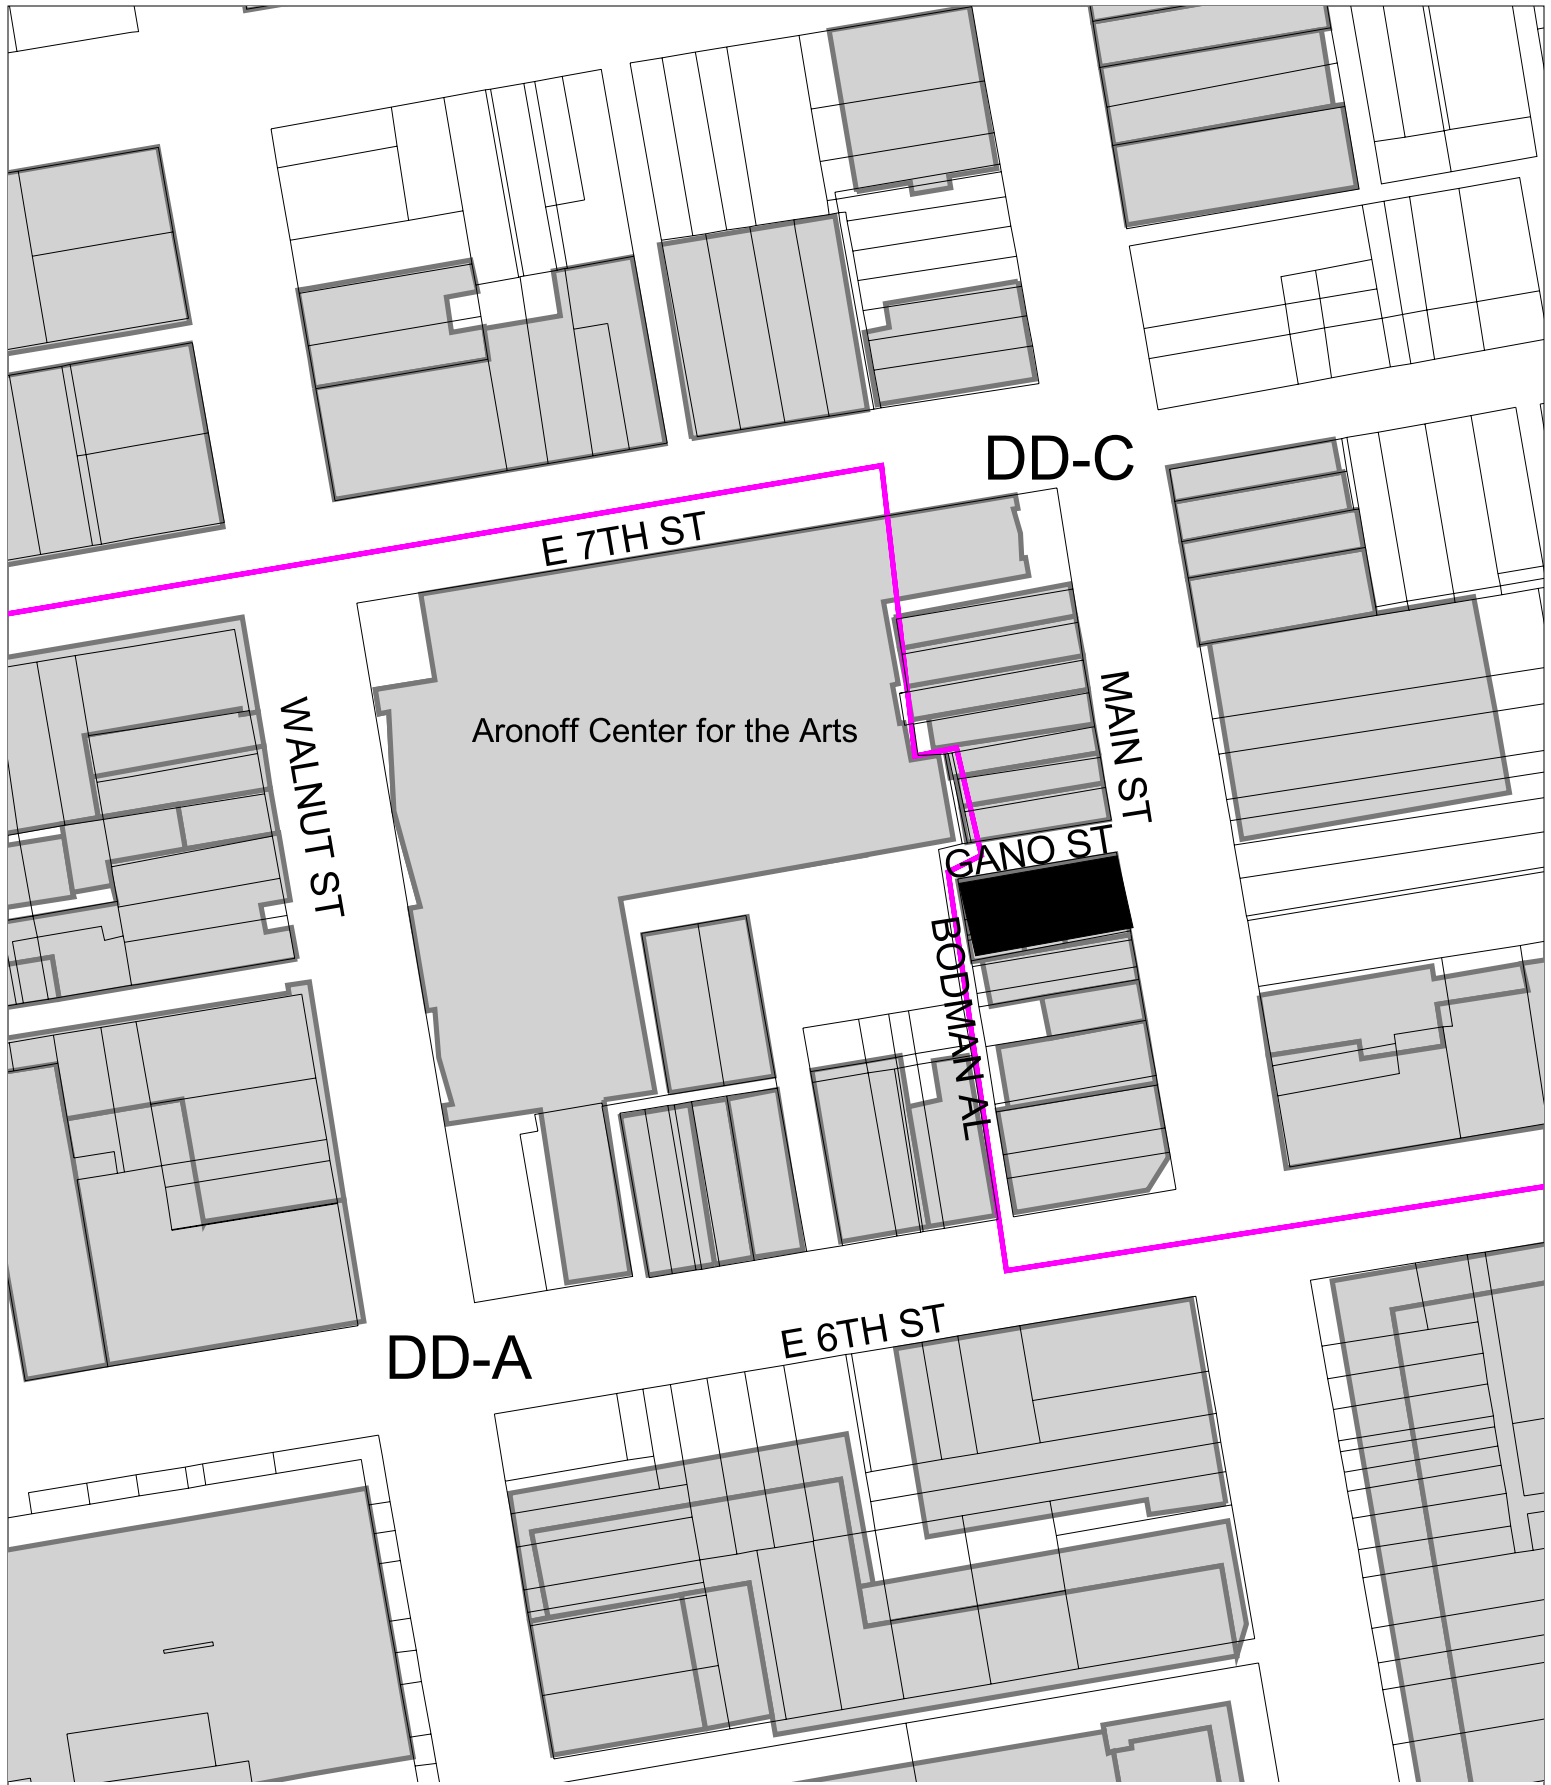 DD-C
E 7TH ST
WALNUT ST
Aronoff Center for the Arts
MAIN ST
GANO ST
BODMAN AL
E 6TH ST
DD-A